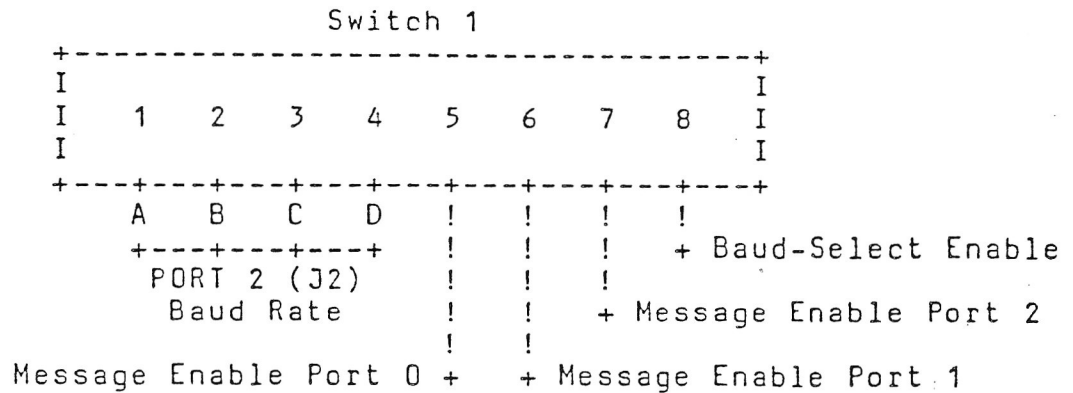 Switch 1
   +-----------------------------------+
   I                                   I
   I   1   2   3   4   5   6   7   8   I
   I                                   I
   +---+---+---+---+---+---+---+---+---+
       A   B   C   D   !   !   !   !
       +---+---+---+   !   !   !   + Baud-Select Enable
        PORT 2 (J2)    !   !   !
         Baud Rate     !   !   + Message Enable Port 2
                       !   !
Message Enable Port 0 +   + Message Enable Port 1